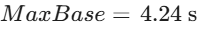 MaxBase = 4.24 s